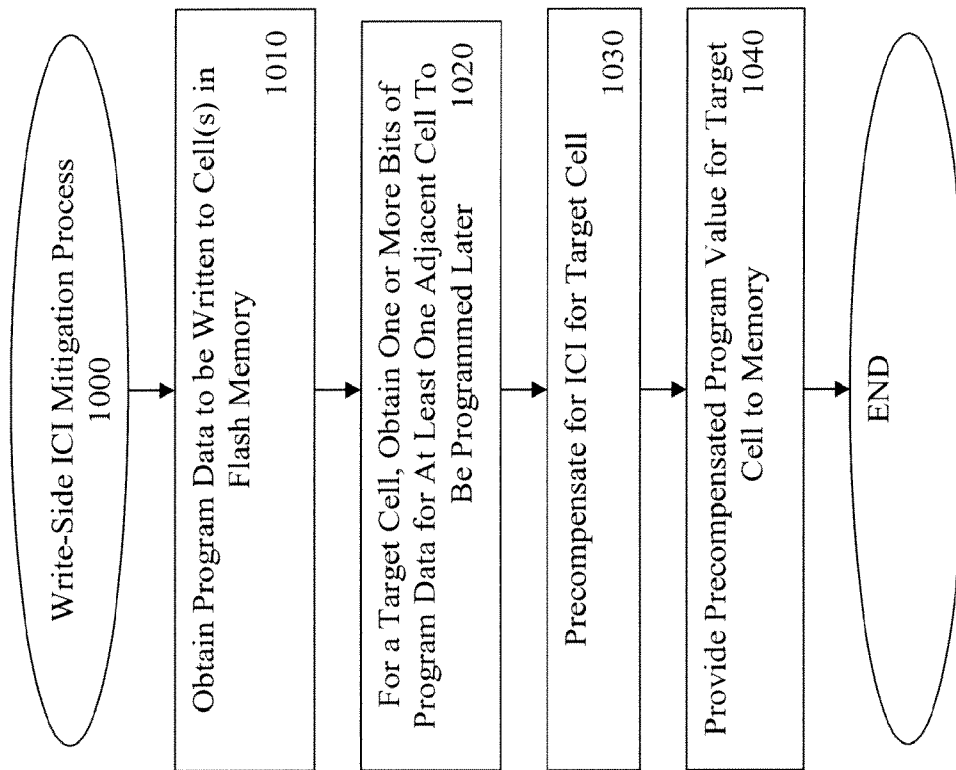 Write-Side ICI Mitigation Process
1000
Obtain Program Data to be Written to Cell(s) in
Flash Memory 1010
For a Target Cell, Obtain One or More Bits of
Program Data for At Least One Adjacent Cell To
Be Programmed Later 1020
Precompensate for ICI for Target Cell
1030
Provide Precompensated Program Value for Target
Cell to Memory 1040
END